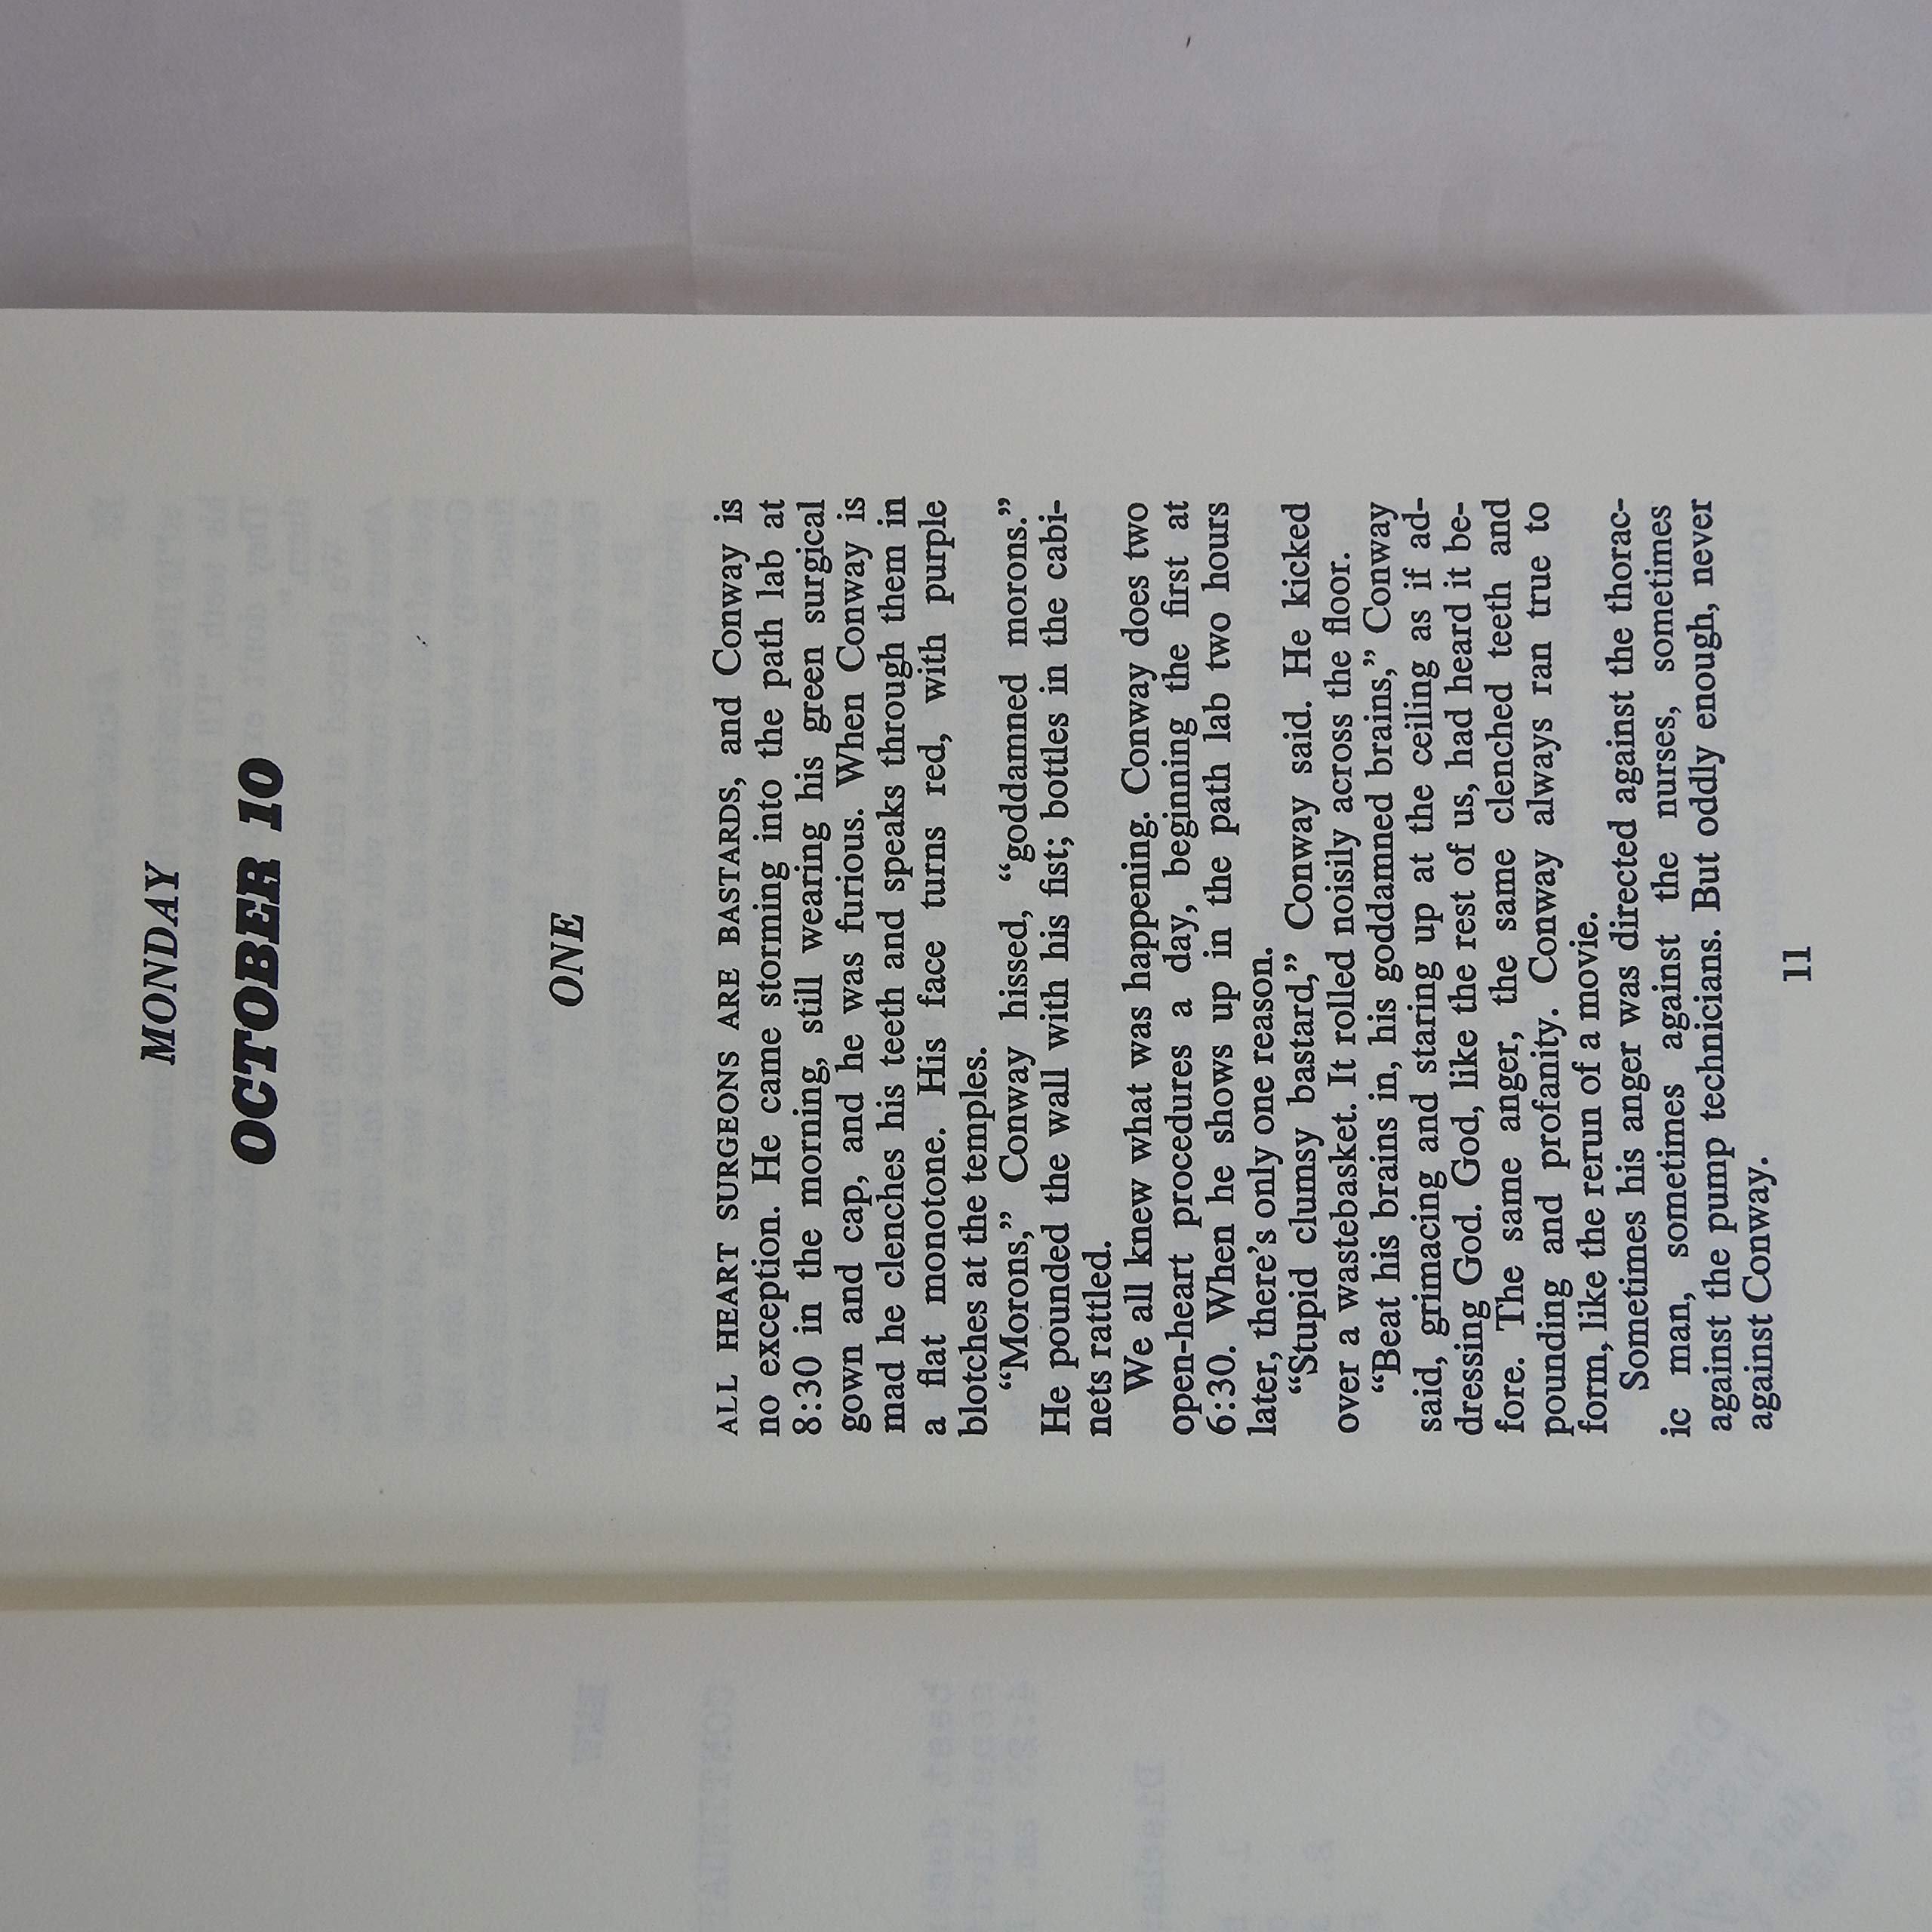 MONDAY
OCTOBER 10
ONE
ALL HEART SURGEONS ARE BASTARDS, and Conway is
no exception. He came storming into the path lab at
8:30 in the morning, still wearing his green surgical
gown and cap, and he was furious. When Conway is
mad he clenches his teeth and speaks through them in
a flat monotone. His face turns red, with purple
blotches at the temples.
“Morons,” Conway hissed, “goddamned morons.”
He pounded the wall with his fist; bottles in the cabi-
nets rattled.
We all knew what was happening. Conway does two
open-heart procedures a day, beginning the first at
6:30. When he shows up in the path lab two hours
later, there’s only one reason.
“Stupid clumsy bastard,” Conway said. He kicked
over a wastebasket. It rolled noisily across the floor.
“Beat his brains in, his goddamned brains,” Conway
said, grimacing and staring up at the ceiling as if ad-
dressing God. God, like the rest of us, had heard it be-
fore. The same anger, the same clenched teeth and
pounding and profanity. Conway always ran true to
form, like the rerun of a movie.
Sometimes his anger was directed against the thorac-
ic man, sometimes against the nurses, sometimes
against the pump technicians. But oddly enough, never
against Conway.
11